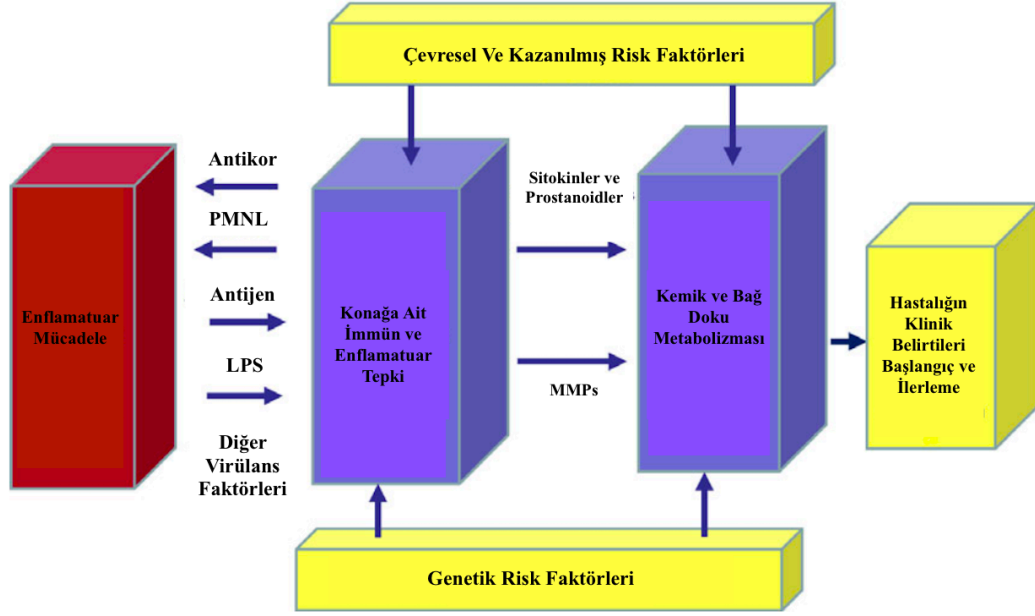 Çevresel Ve Kazanılmış Risk Faktörleri
Antikor
PMNL
Antijen
LPS
Diğer
Virülans
Faktörleri
Enflamatuar
Mücadele
Konağa Ait
İmmün ve
Enflamatuar
Tepki
Sitokinler ve
Prostanoidler
MMPs
Kemik ve Bağ
Doku
Metabolizması
Hastalığın
Klinik
Belirtileri
Başlangıç ve
İlerleme
Genetik Risk Faktörleri